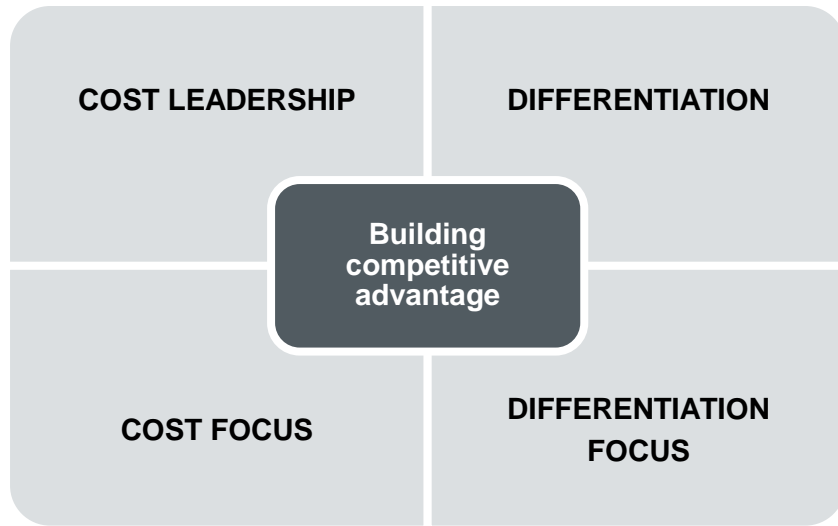 COST LEADERSHIP
DIFFERENTIATION
Building
competitive
advantage
COST FOCUS
DIFFERENTIATION
FOCUS